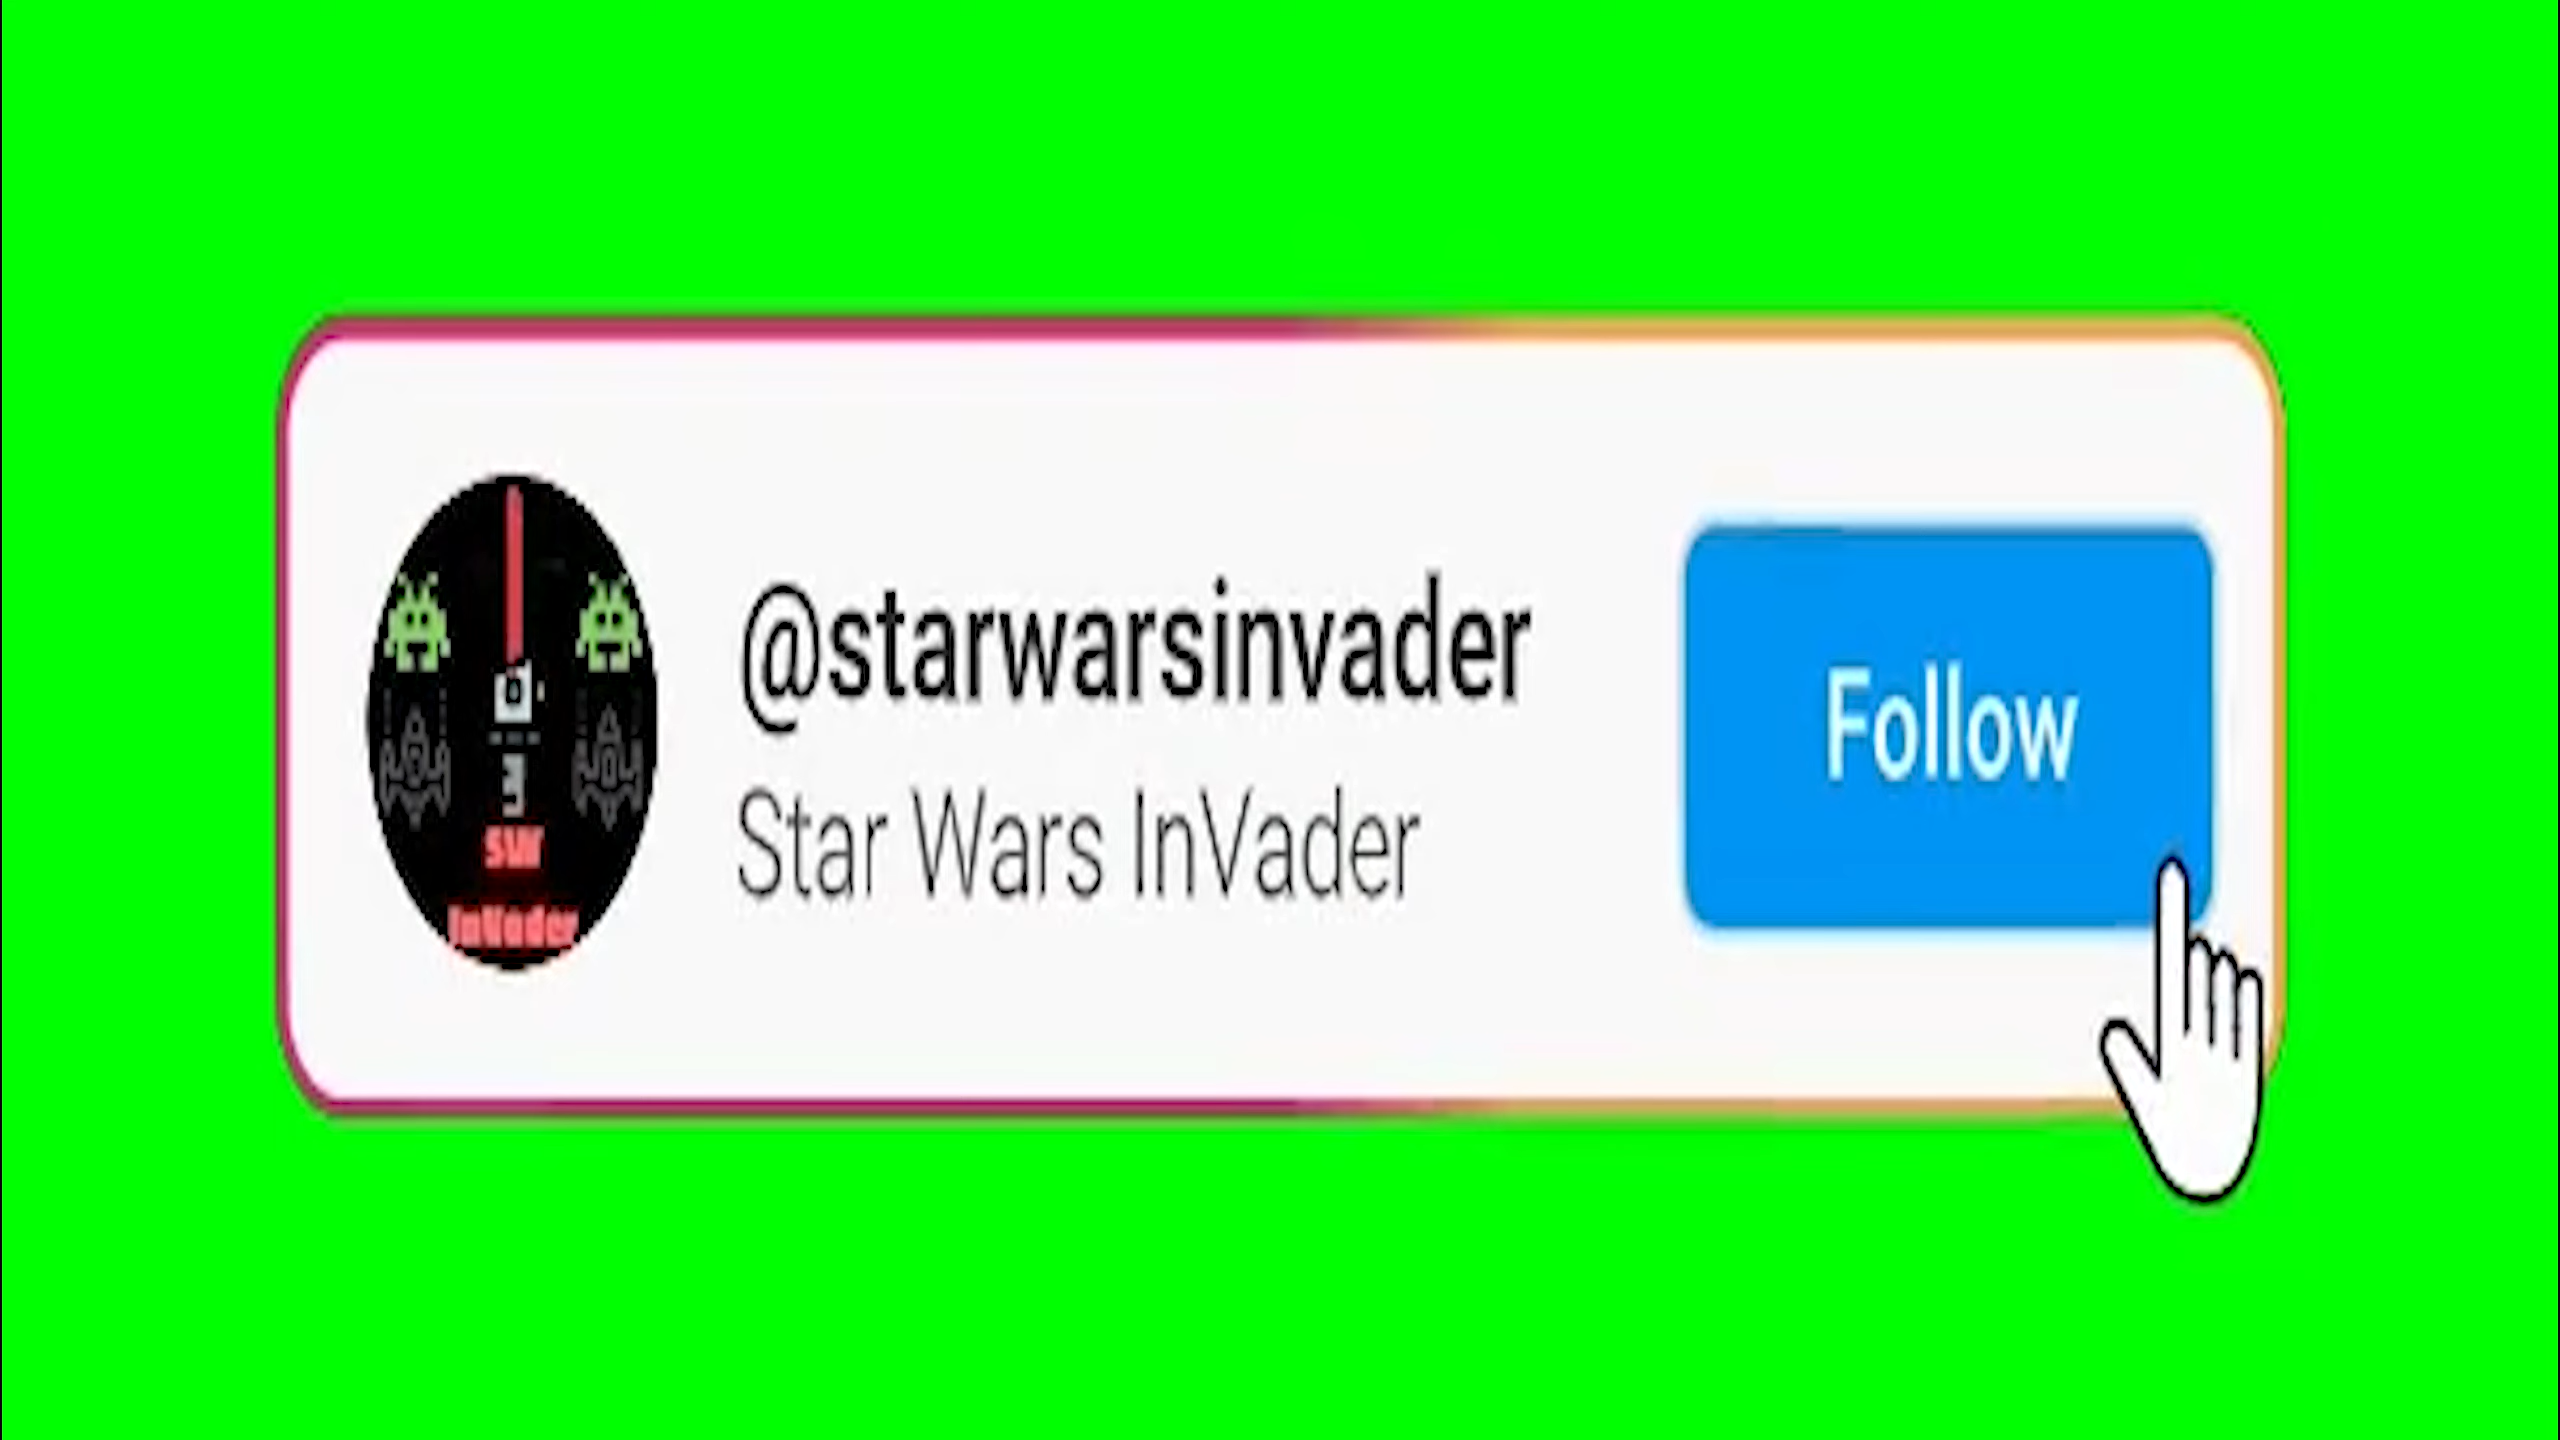 @starwarsinvader
Star Wars InVader
Follow
SW
InVader